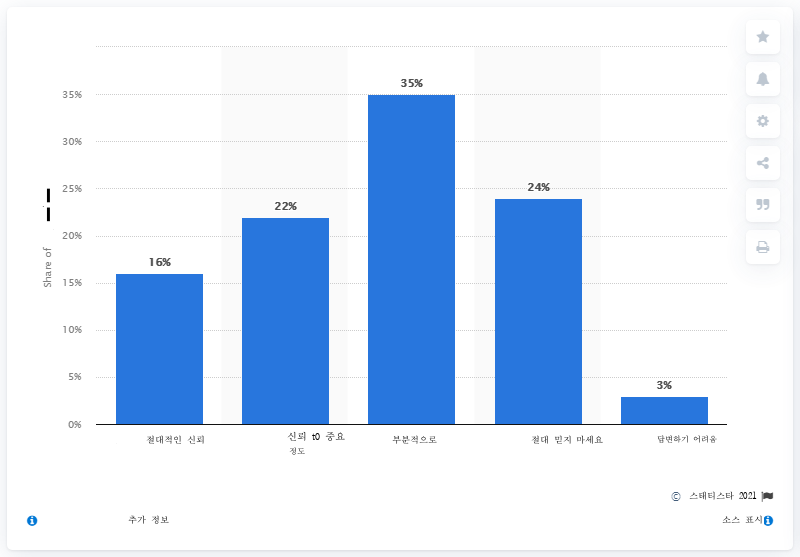 35%
35%
30%
25%
24%
22%
20%
Share of
16%
15%
10%
5%
3%
0%
절대적인 신뢰
신뢰 t0 중요
정도
부분적으로
절대 믿지 마세요
답변하기 어려움
© 스태티스타 2021
추가 정보
소스 표시